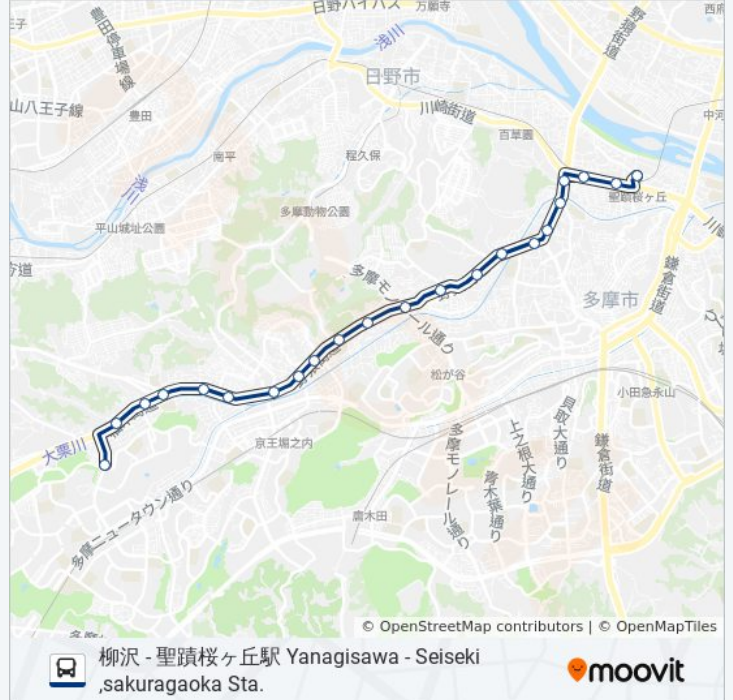 日野バイパス
万願寺
豊田停車場線
浅川
野猿街道
西府
日野市
山八王子線
豊田
川崎街道
中河
百草園
南平
程久保
浅川
聖蹟桜ヶ丘
多摩動物公園
平山城址公園
多摩モノレール通り
鎌倉街道
多摩市
松が谷
小田急永山
貝取大通り
上之根大通り
大栗川
京王堀之内
多摩モノレール通り
鎌倉街道
青木葉通り
多摩ニュータウン通り
唐木田
© OpenStreetMap contributors | © OpenMapTiles
柳沢 - 聖蹟桜ヶ丘駅 Yanagisawa - Seiseki
,sakuragaoka Sta.
moovit